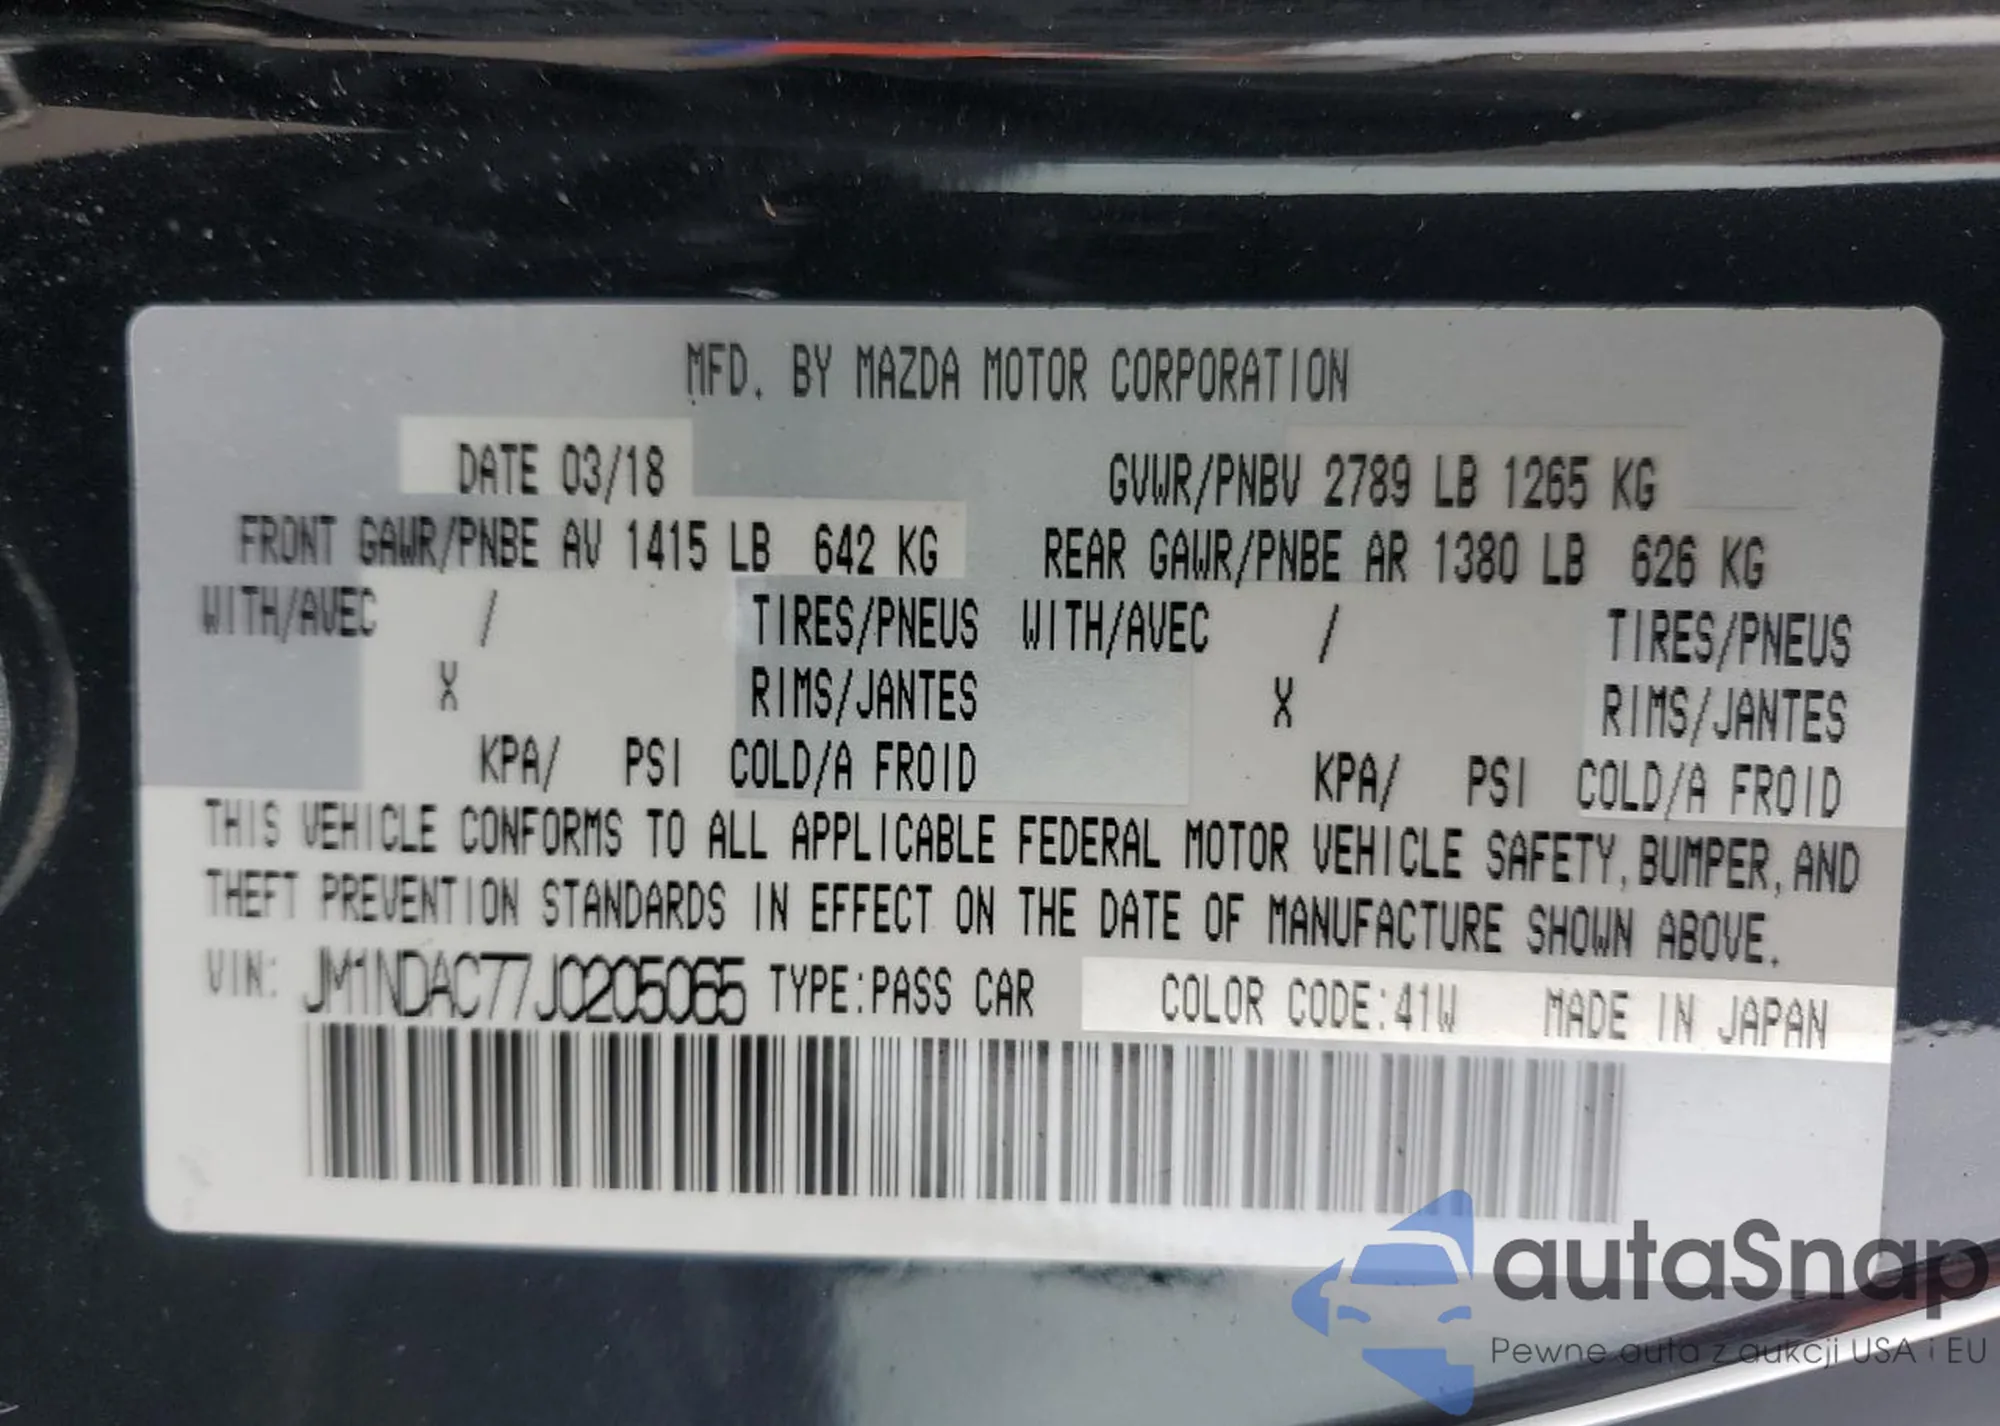 MFD. BY MAZDA MOTOR CORPORATION
DATE 03/18 GVWR/PNBV 2789 LB 1265 KG
FRONT GAWR/PNBE AV 1415 LB 642 KG REAR GAWR/PNBE AR 1380 LB 626 KG
WITH/AVEC / TIRES/PNEUS WITH/AVEC / TIRES/PNEUS
X RIMS/JANTES X RIMS/JANTES
KPA/ PSI COLD/A FROID KPA/ PSI COLD/A FROID
THIS VEHICLE CONFORMS TO ALL APPLICABLE FEDERAL MOTOR VEHICLE SAFETY, BUMPER, AND
THEFT PREVENTION STANDARDS IN EFFECT ON THE DATE OF MANUFACTURE SHOWN ABOVE.
VIN: JM1NDAC77J0205065 TYPE:PASS CAR COLOR CODE:41W MADE IN JAPAN
autaSnap
Pewne auta z aukcji USA i EU